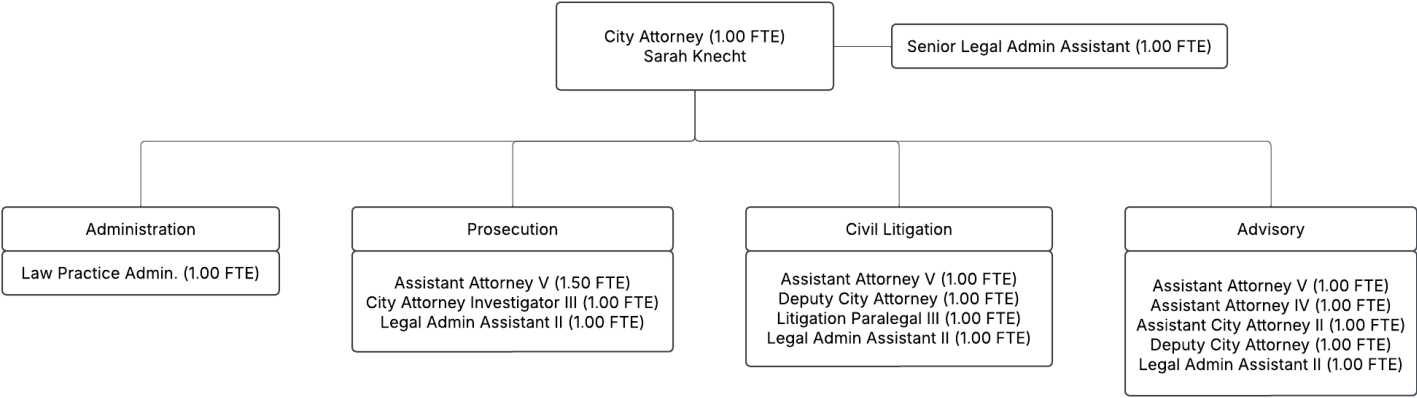 City Attorney (1.00 FTE)
Sarah Knecht
Senior Legal Admin Assistant (1.00 FTE)
Administration
Law Practice Admin. (1.00 FTE)
Prosecution
Assistant Attorney V (1.50 FTE)
City Attorney Investigator III (1.00 FTE)
Legal Admin Assistant II (1.00 FTE)
Civil Litigation
Assistant Attorney V (1.00 FTE)
Deputy City Attorney (1.00 FTE)
Litigation Paralegal III (1.00 FTE)
Legal Admin Assistant II (1.00 FTE)
Advisory
Assistant Attorney V (1.00 FTE)
Assistant Attorney IV (1.00 FTE)
Assistant City Attorney II (1.00 FTE)
Deputy City Attorney (1.00 FTE)
Legal Admin Assistant II (1.00 FTE)